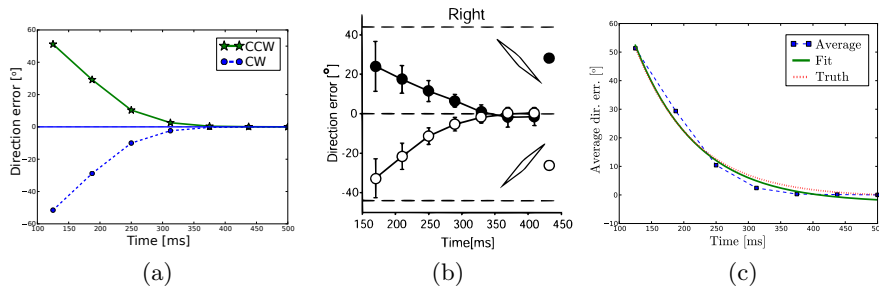 60
40
20
0
−20
−40
−60
100 150 200 250 300 350 400 450 500
Direction error [°]
Time [ms]
CCW
CW
(a)
Right
40
20
0
-20
-40
150 200 250 300 350 400 450
Direction error [°]
Time[ms]
(b)
60
50
40
30
20
10
0
−10
100 150 200 250 300 350 400 450 500
Average dir. err. [°]
Time [ms]
Average
Fit
Truth
(c)